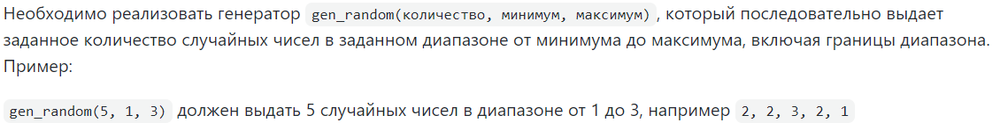 Необходимо реализовать генератор gen_random(количество, минимум, максимум), который последовательно выдает
заданное количество случайных чисел в заданном диапазоне от минимума до максимума, включая границы диапазона.
Пример:
gen_random(5, 1, 3) должен выдать 5 случайных чисел в диапазоне от 1 до 3, например 2, 2, 3, 2, 1